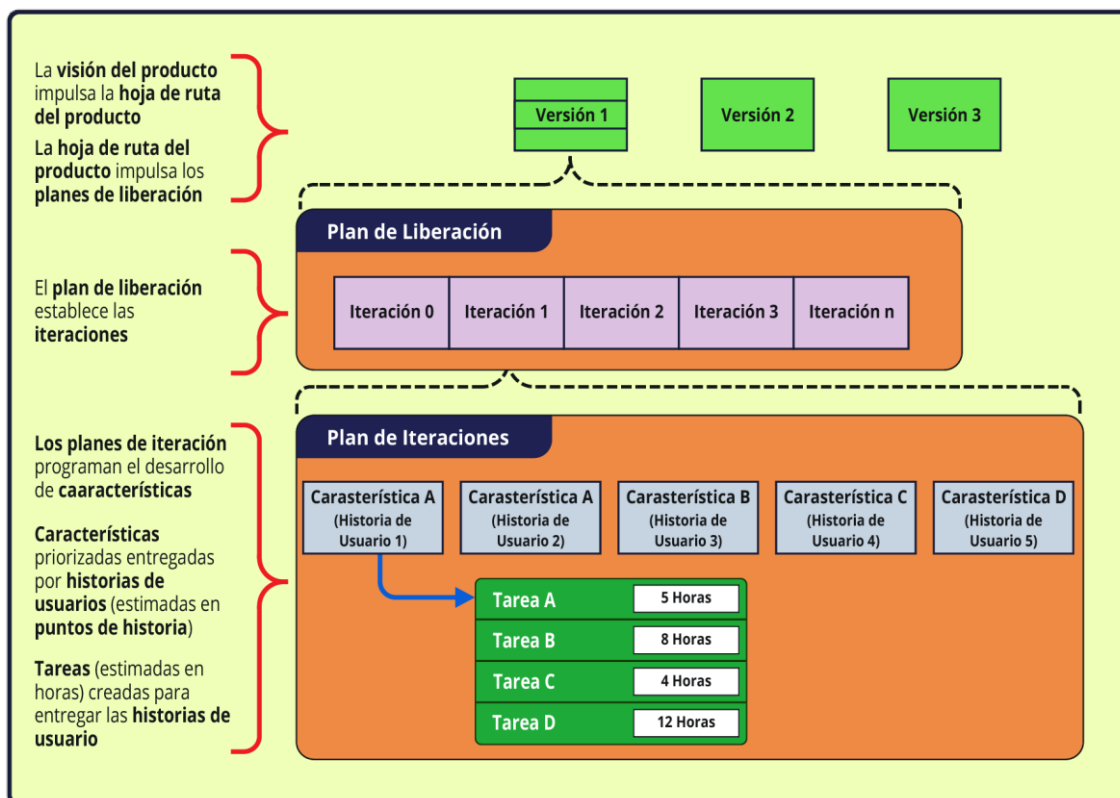 La visión del producto
impulsa la hoja de ruta
del producto
La hoja de ruta del
producto impulsa los
planes de liberación
Versión 1
Versión 2
Versión 3
El plan de liberación
establece las
iteraciones
Plan de Liberación
Iteración 0
Iteración 1
Iteración 2
Iteración 3
Iteración n
Los planes de iteración
programan el desarrollo
de caaracterísticas
Características
priorizadas entregadas
por historias de
usuarios (estimadas en
puntos de historia)
Tareas (estimadas en
horas) creadas para
entregar las historias de
usuario
Plan de Iteraciones
Carasterística A
(Historia de
Usuario 1)
Carasterística A
(Historia de
Usuario 2)
Carasterística B
(Historia de
Usuario 3)
Carasterística C
(Historia de
Usuario 4)
Carasterística D
(Historia de
Usuario 5)
Tarea A 5 Horas
Tarea B 8 Horas
Tarea C 4 Horas
Tarea D 12 Horas